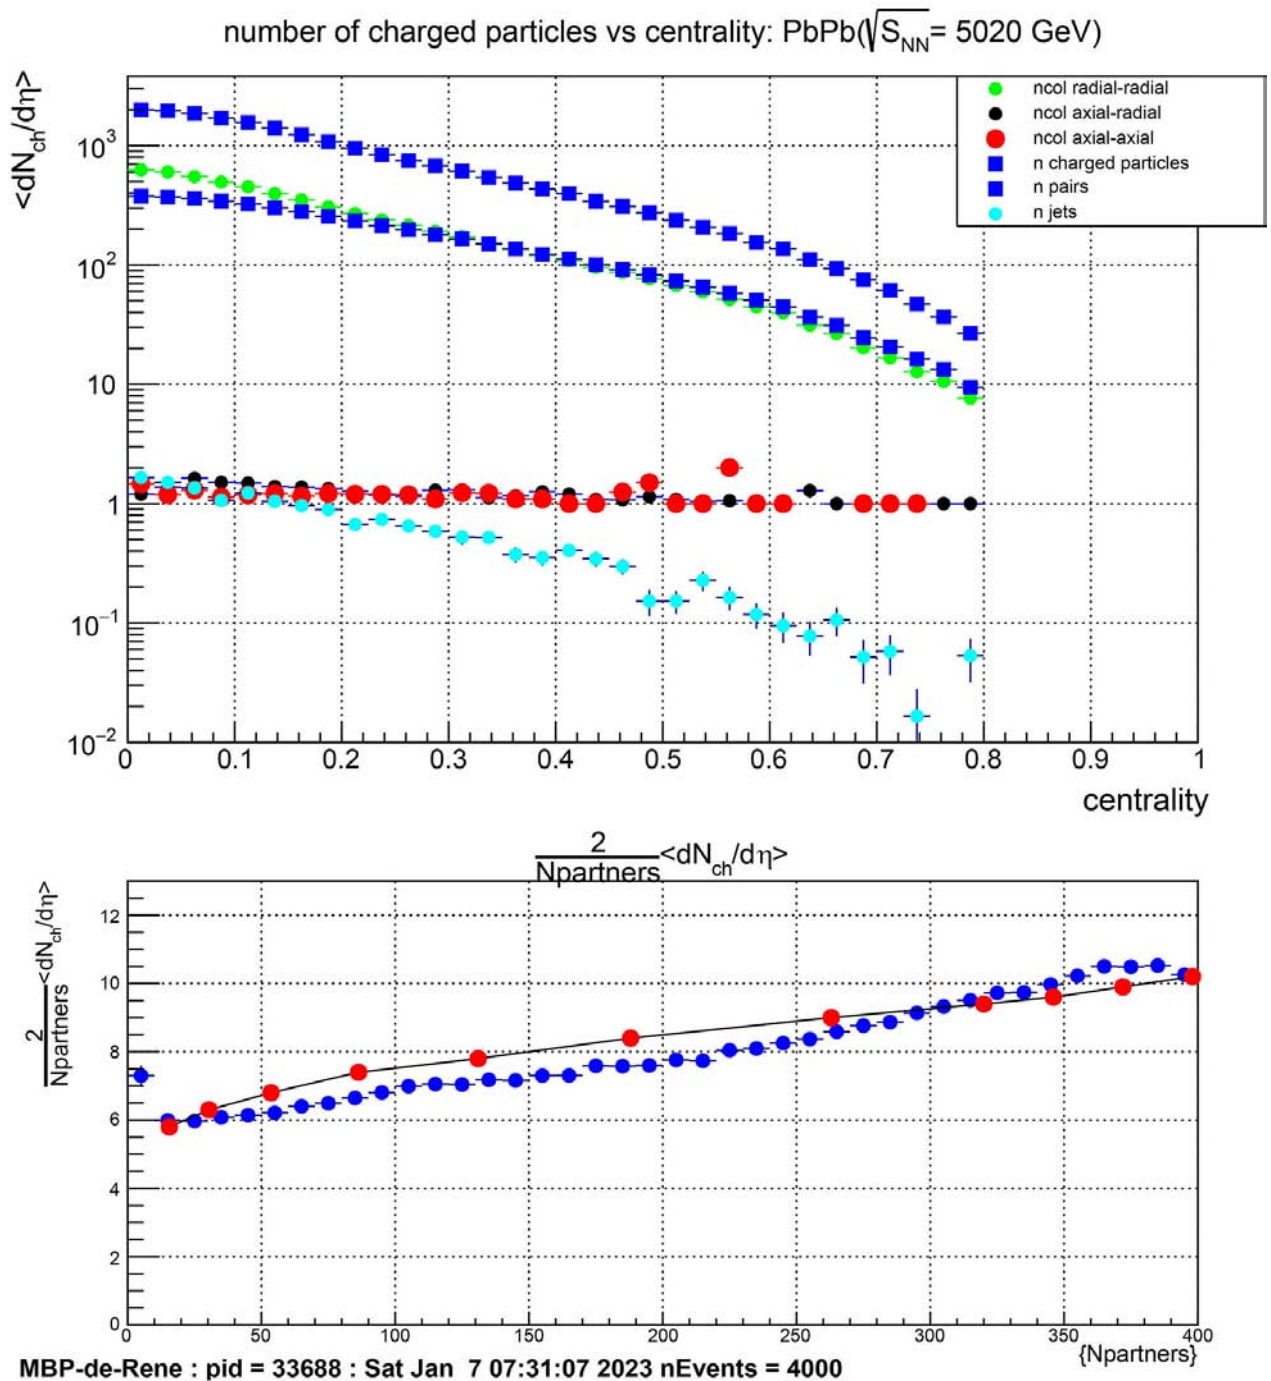 number of charged particles vs centrality: PbPb(√S_NN= 5020 GeV)
<dN_ch/dη>
ncol radial-radial
ncol axial-radial
ncol axial-axial
n charged particles
n pairs
n jets
10³
10²
10
1
10⁻¹
10⁻²
0 0.1 0.2 0.3 0.4 0.5 0.6 0.7 0.8 0.9 1
centrality
2/Npartners <dN_ch/dη>
2/Npartners <dN_ch/dη>
12
10
8
6
4
2
0
0 50 100 150 200 250 300 350 400
{Npartners}
MBP-de-Rene : pid = 33688 : Sat Jan 7 07:31:07 2023 nEvents = 4000